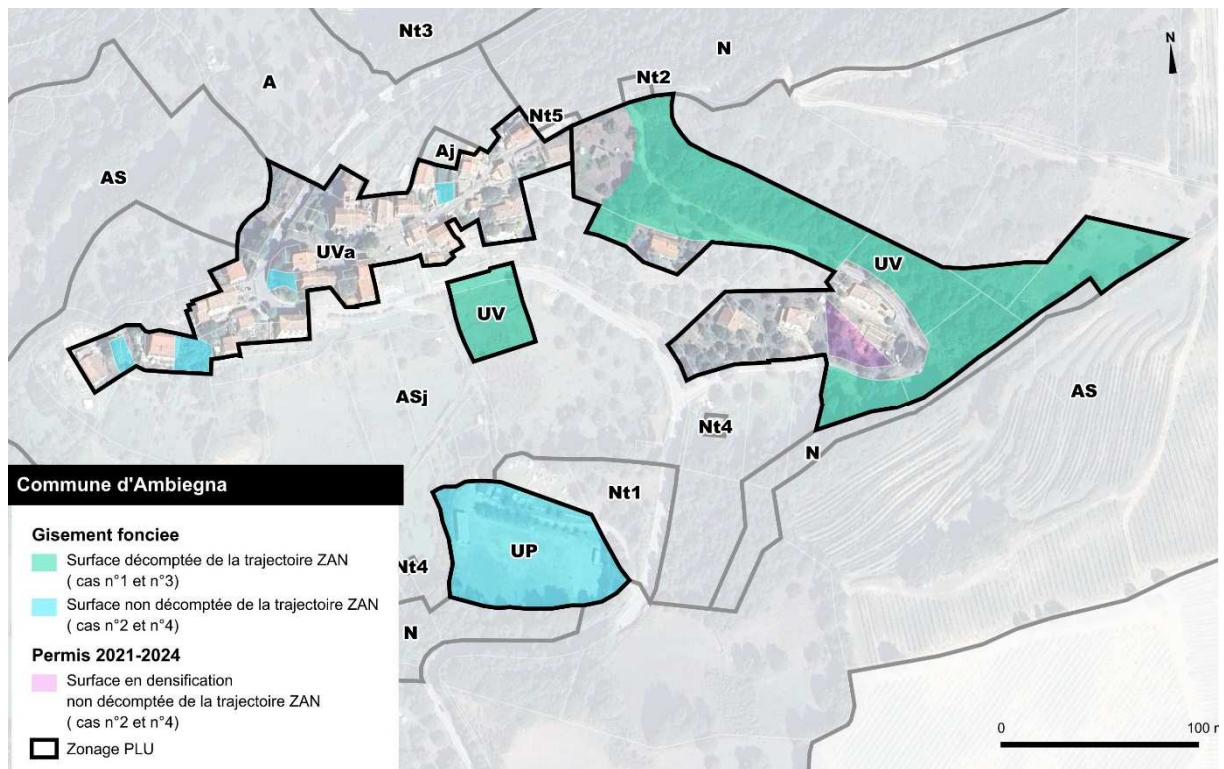 Nt3
N
N
A
Nt2
Nt5
Aj
AS
UVa
UV
UV
ASj
AS
Nt4
N
Nt1
UP
Nt4
N
Commune d'Ambiegna
Gisement fonciee
Surface décomptée de la trajectoire ZAN
( cas n°1 et n°3)
Surface non décomptée de la trajectoire ZAN
( cas n°2 et n°4)
Permis 2021-2024
Surface en densification
non décomptée de la trajectoire ZAN
( cas n°2 et n°4)
Zonage PLU
0 100 m